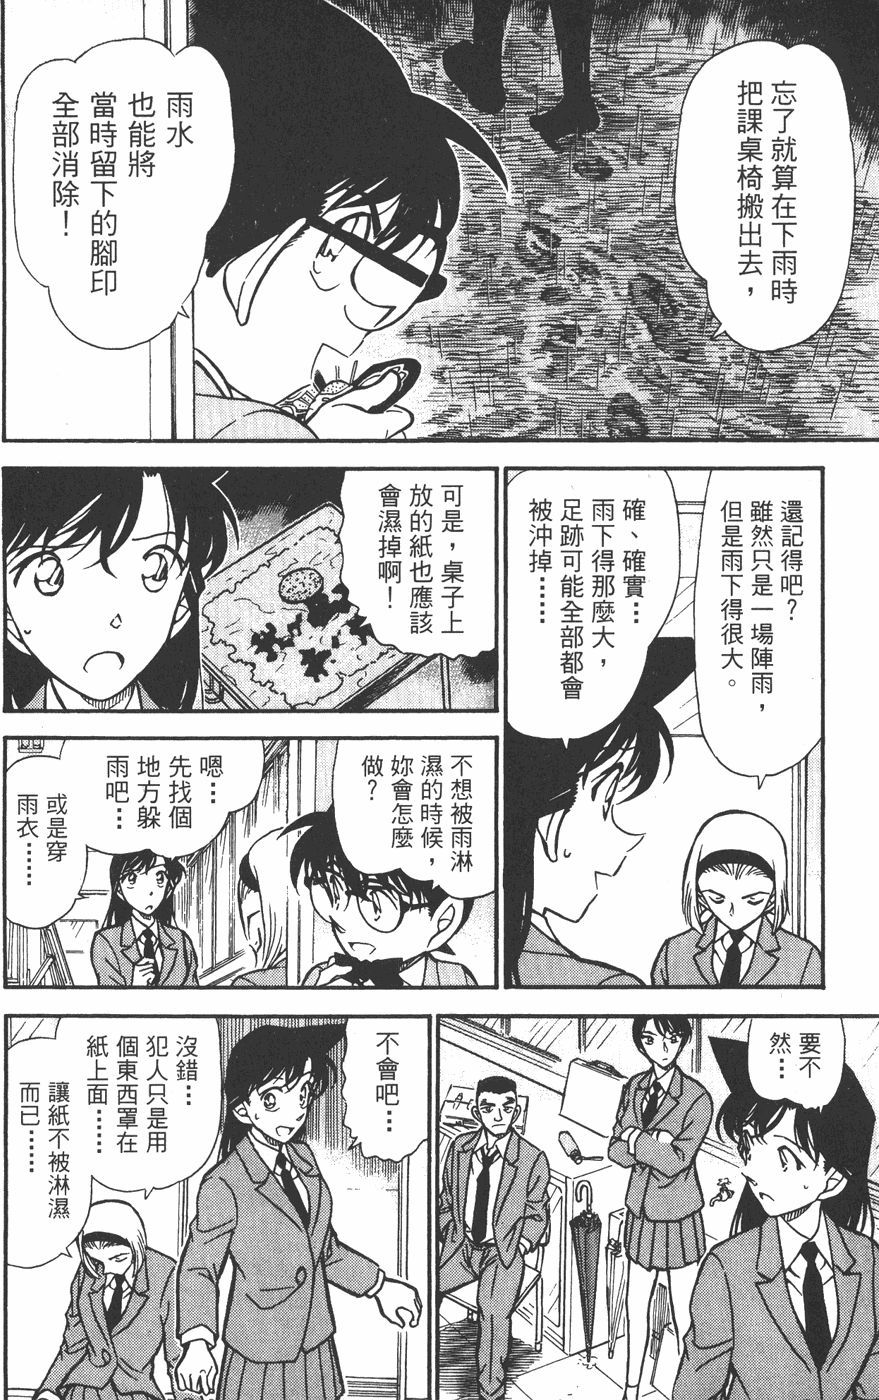 忘了就算在下雨時
把課桌椅搬出去，
雨水
也能將
當時留下的腳印
全部消除！
還記得吧？
雖然只是一場陣雨，
但是雨下得很大。
確、確實…
雨下得那麼大，
足跡可能全部都會
被沖掉……
可是，桌子上
放的紙也應該
會濕掉啊！
不想被雨淋
濕的時候，
妳會怎麼
做？
嗯…
先找個
地方躲
雨吧…
或是穿
雨衣……
要不
然…
不會吧…
沒錯…
犯人只是用
個東西罩在
紙上面……
讓紙不被淋濕
而已……